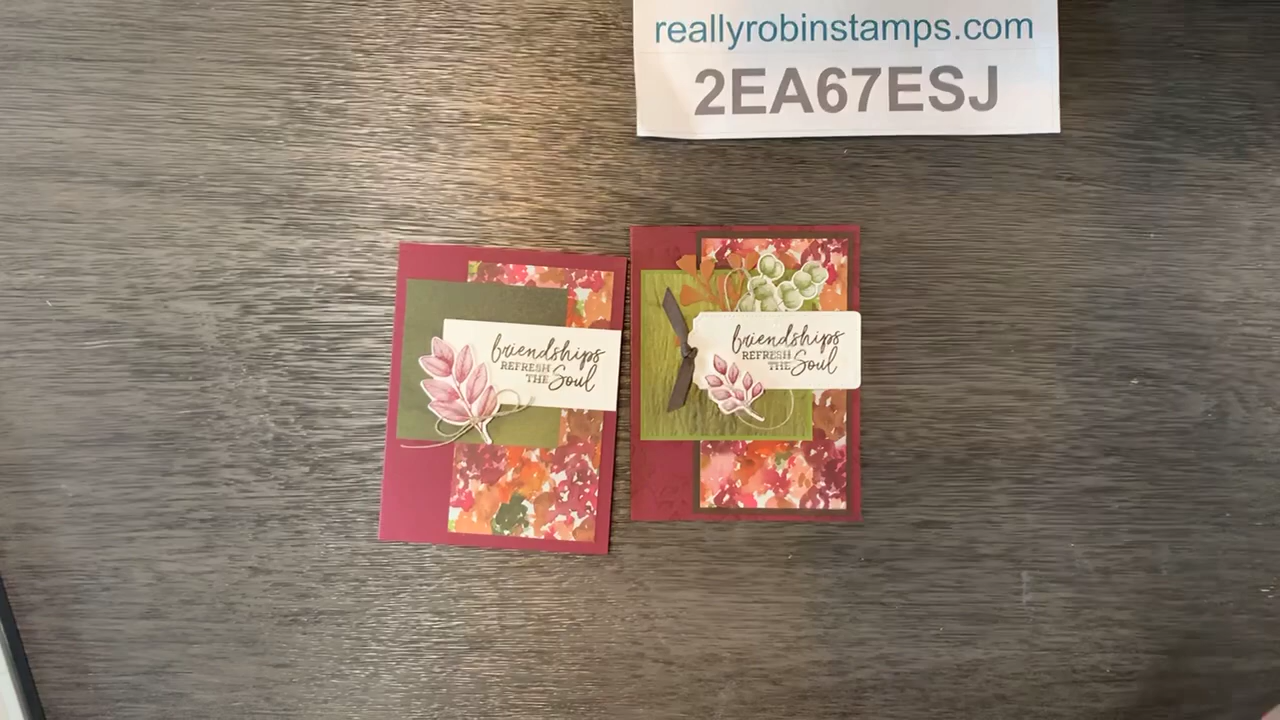 reallyrobinstamps.com
2EA67ESJ
friendships
REFRESH
THE Soul
friendships
REFRESH
THE Soul